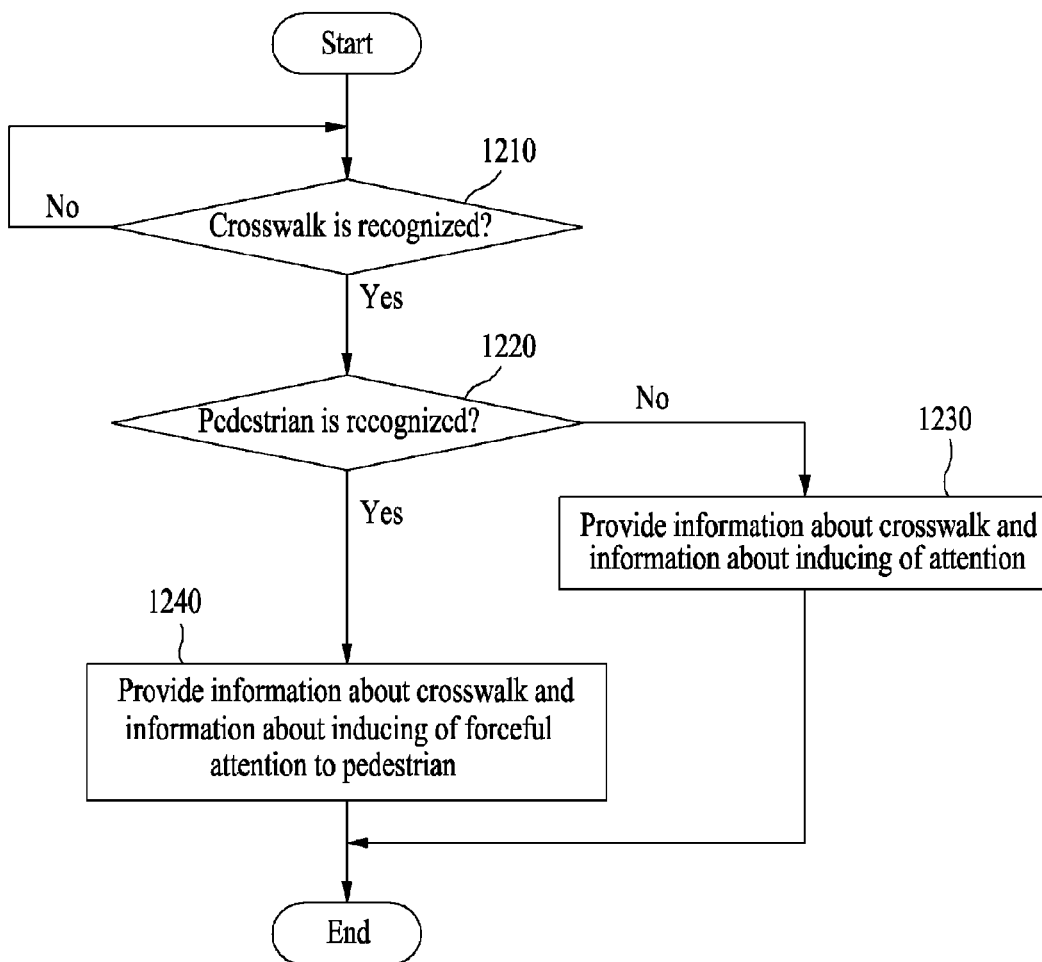 Start
1210
No
Crosswalk is recognized?
Yes
1220
Pedestrian is recognized?
No
1230
Yes
Provide information about crosswalk and
information about inducing of attention
1240
Provide information about crosswalk and
information about inducing of forceful
attention to pedestrian
End